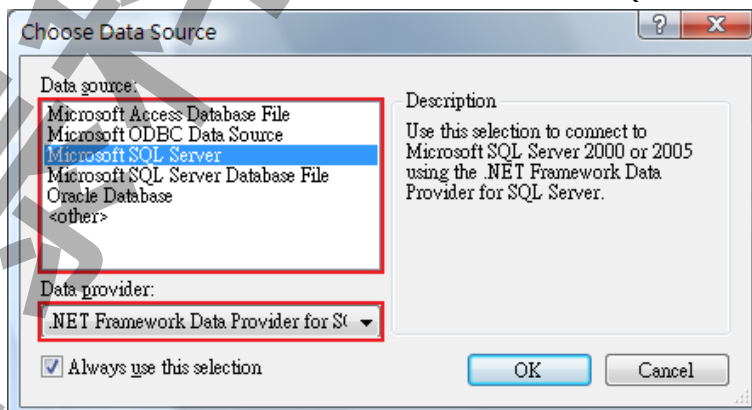 Choose Data Source
Data source:
Microsoft Access Database File
Microsoft ODBC Data Source
Microsoft SQL Server
Microsoft SQL Server Database File
Oracle Database
<other>
Data provider:
.NET Framework Data Provider for S
Always use this selection
Description
Use this selection to connect to
Microsoft SQL Server 2000 or 2005
using the .NET Framework Data
Provider for SQL Server.
OK
Cancel